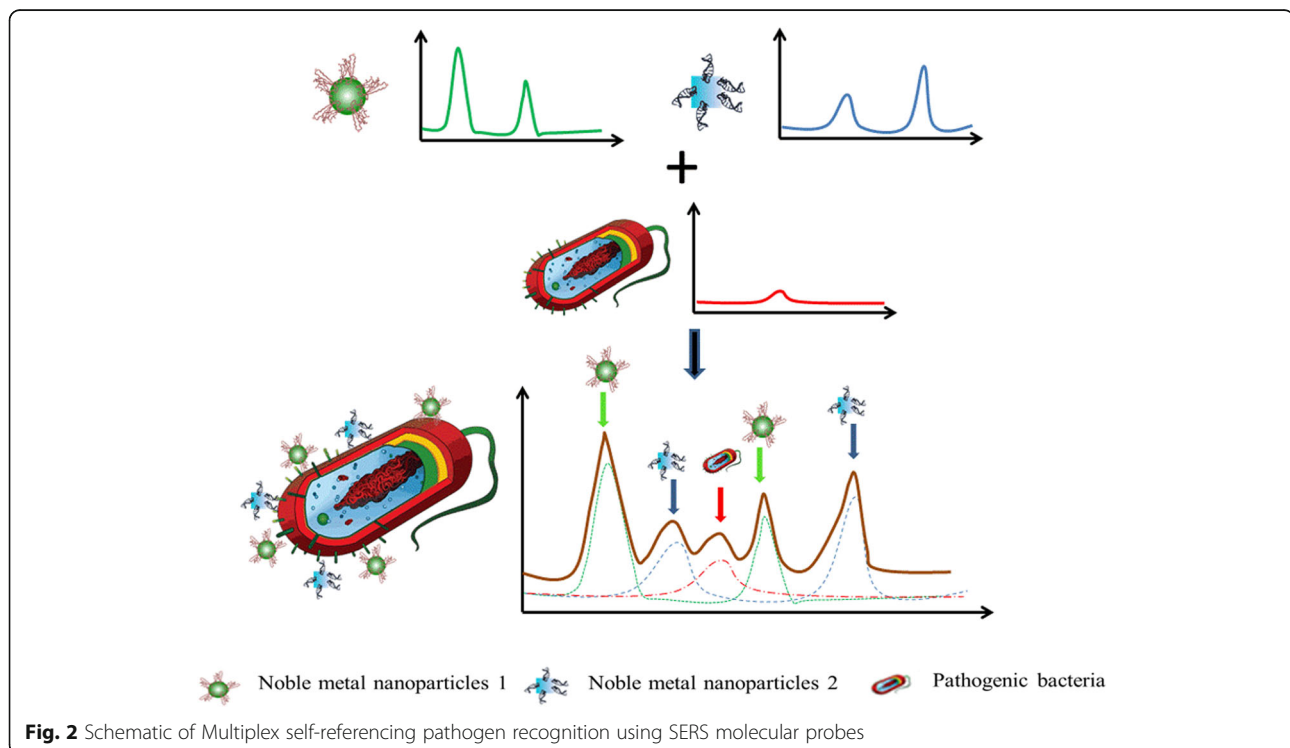 Noble metal nanoparticles 1 Noble metal nanoparticles 2 Pathogenic bacteria
Fig. 2 Schematic of Multiplex self-referencing pathogen recognition using SERS molecular probes